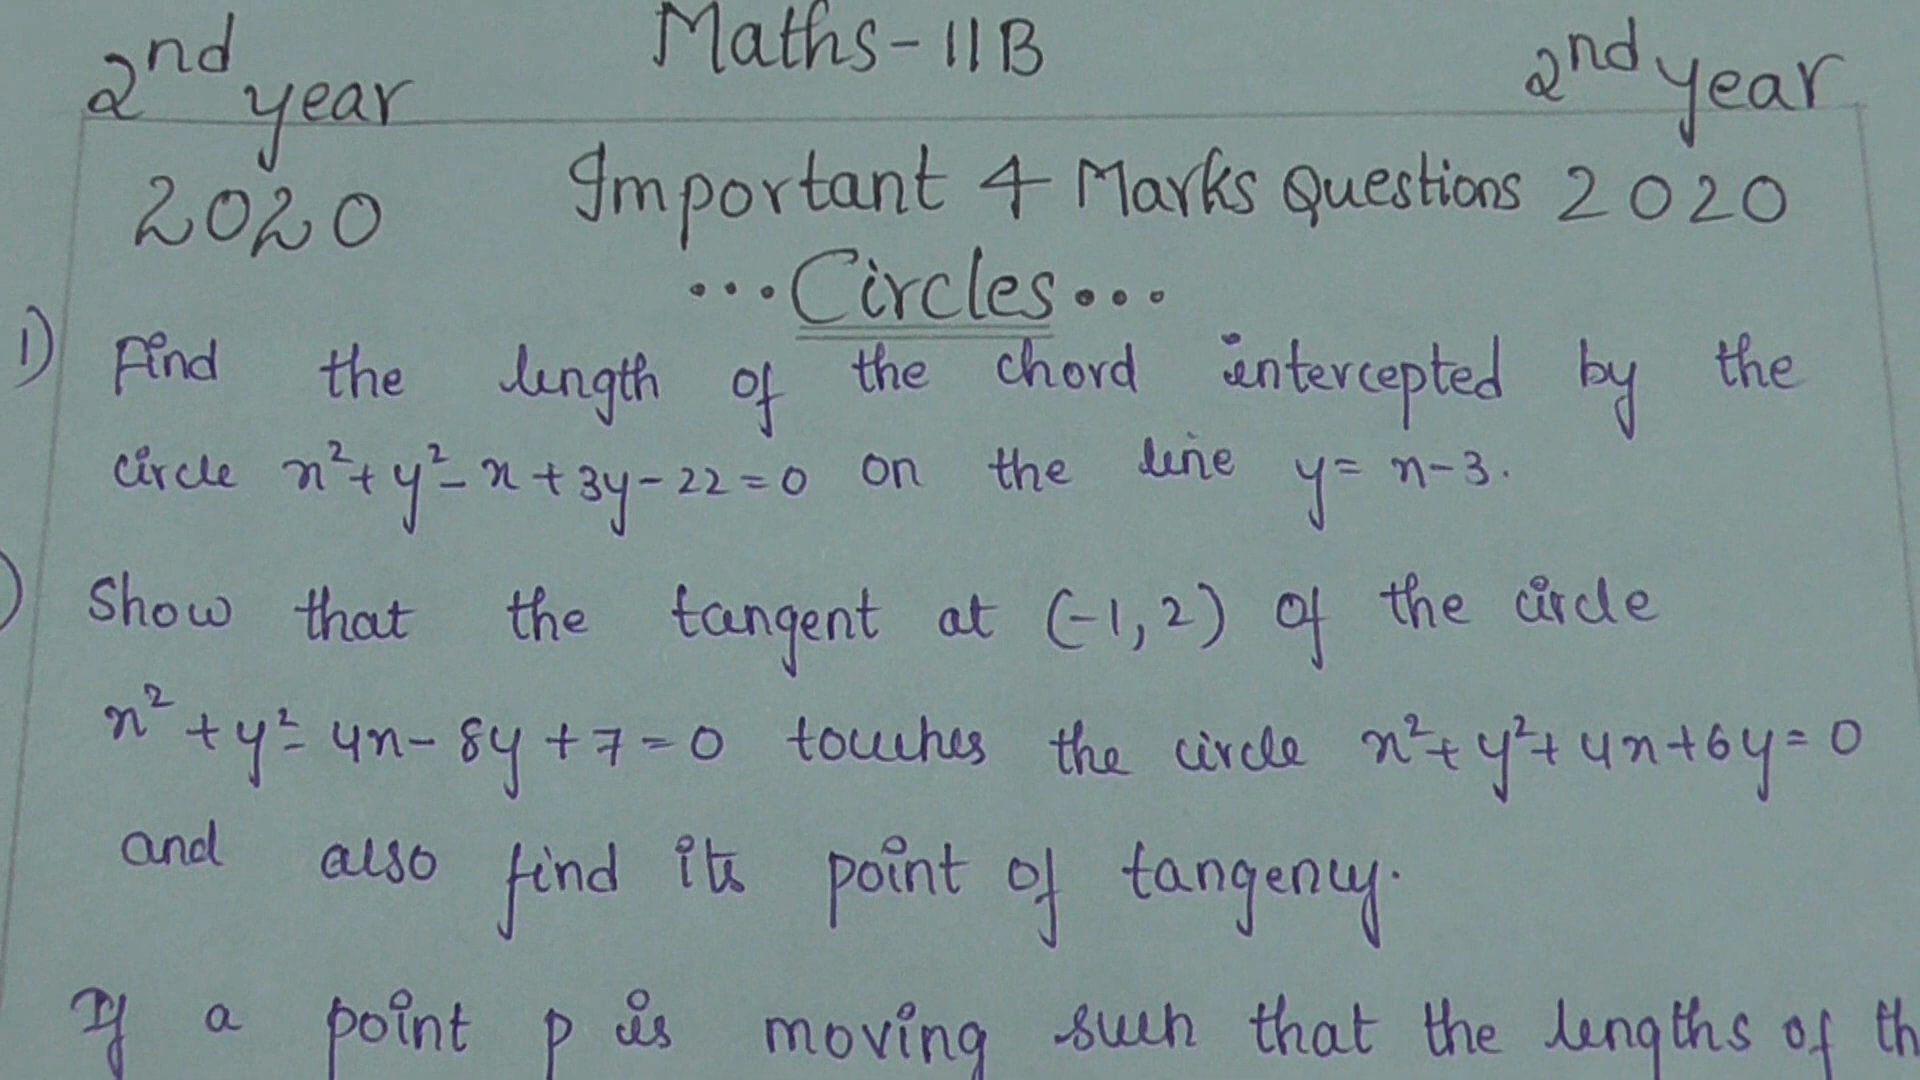 Maths-IIB
2nd year 2nd year
2020 Important 4 Marks Questions 2020
...Circles...
1) Find the length of the chord intercepted by the
circle x²+y²-x+3y-22=0 on the line y=x-3.
) Show that the tangent at (-1,2) of the circle
x²+y²-4x-8y+7=0 touches the circle x²+y²+4x+6y=0
and also find its point of tangency.
If a point p is moving such that the lengths of th